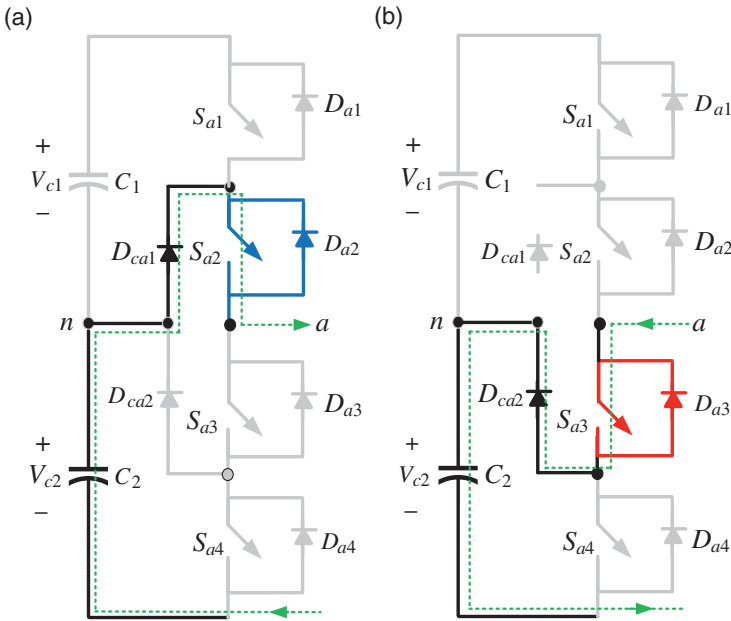 (a)
S_{a1}
D_{a1}
+
V_{c1}
C_1
−
D_{ca1}
S_{a2}
D_{a2}
n
a
D_{ca2}
S_{a3}
D_{a3}
+
V_{c2}
C_2
−
S_{a4}
D_{a4}
(b)
S_{a1}
D_{a1}
+
V_{c1}
C_1
−
D_{ca1}
S_{a2}
D_{a2}
n
a
D_{ca2}
S_{a3}
D_{a3}
+
V_{c2}
C_2
−
S_{a4}
D_{a4}